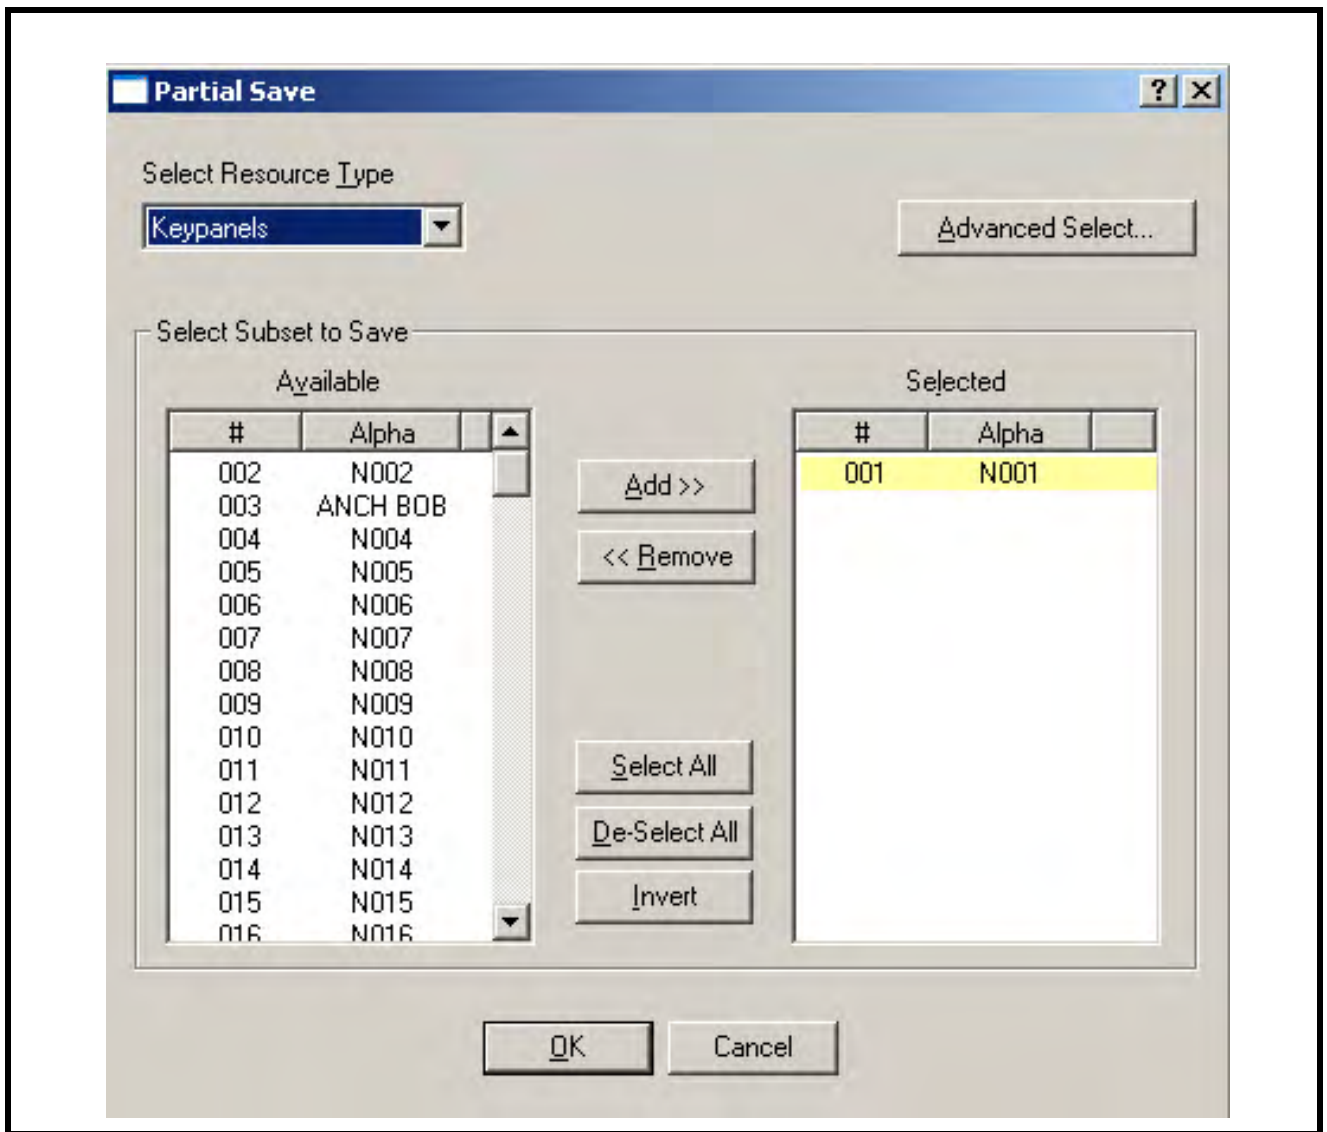 Partial Save
Select Resource Type
Keypanels
Advanced Select...
Select Subset to Save
Available
Selected
# Alpha
002 N002
003 ANCH BOB
004 N004
005 N005
006 N006
007 N007
008 N008
009 N009
010 N010
011 N011
012 N012
013 N013
014 N014
015 N015
016 N016
Add >>
<< Remove
Select All
De-Select All
Invert
# Alpha
001 N001
OK
Cancel